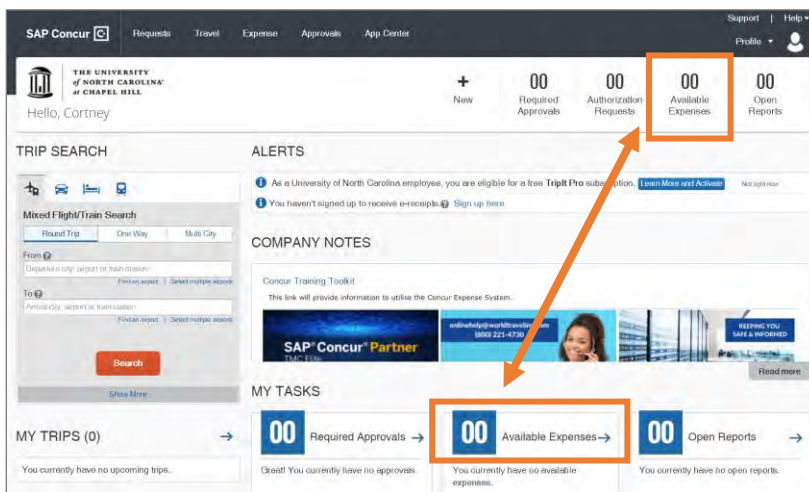 Support | Help
SAP Concur C Requests Travel Expense Approvals App Center
Profile
THE UNIVERSITY
of NORTH CAROLINA
at CHAPEL HILL
Hello, Cortney
+
New
00
Required
Approvals
00
Authorization
Requests
00
Available
Expenses
00
Open
Reports
TRIP SEARCH
Mixed Flight/Train Search
Round Trip One Way Multi City
From
Departure city, airport or train station
Find an airport | Select multiple airports
To
Arrival city, airport or train station
Find an airport | Select multiple airports
Search
Show More
MY TRIPS (0)
You currently have no upcoming trips.
ALERTS
As a University of North Carolina employee, you are eligible for a free TripIt Pro subscription. Learn More and Activate Not right now
You haven't signed up to receive e-receipts. Sign up here
COMPANY NOTES
Concur Training Toolkit
This link will provide information to utilise the Concur Expense System.
SAP Concur Partner
TMC Elite
onlinehelp@worldtravelinc.com
(800) 221-4730
KEEPING YOU
SAFE & INFORMED
Read more
MY TASKS
00 Required Approvals
Great! You currently have no approvals.
00 Available Expenses
You currently have no available
expenses.
00 Open Reports
You currently have no open reports.